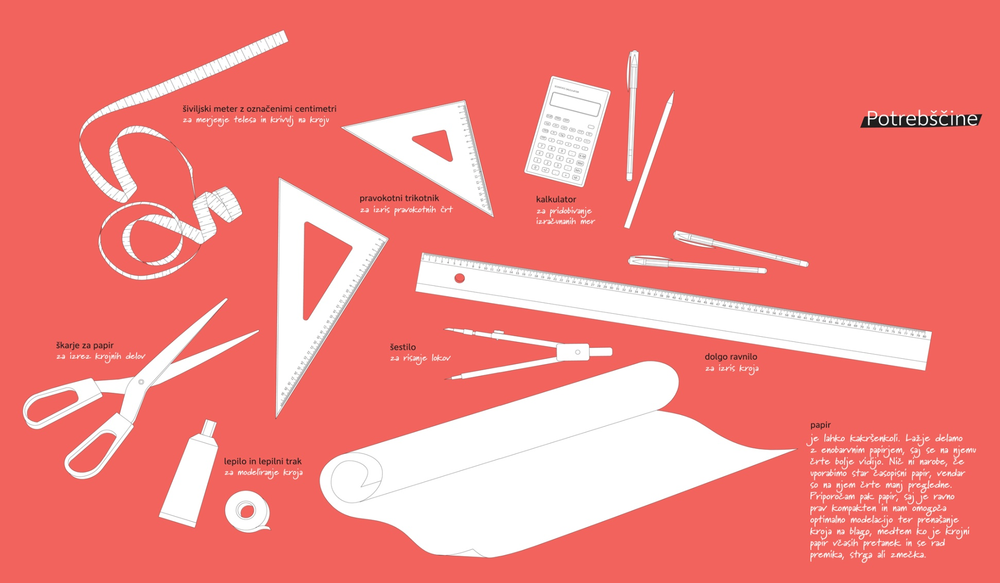 Potrebščine
šiviljski meter z označenimi centimetri
za merjenje telesa in krivulj na kroju
pravokotni trikotnik
za izris pravokotnih črt
SCIENTIFIC CALCULATOR
kalkulator
za pridobivanje
izračunanih mer
škarje za papir
za izrez krojnih delov
šestilo
za risanje lokov
dolgo ravnilo
za izris kroja
lepilo in lepilni trak
za modeliranje kroja
papir
je lahko kakršenkoli. Lažje delamo
z enobarvnim papirjem, saj se na njemu
črte bolje vidijo. Nič ni narobe, če
uporabimo star časopisni papir, vendar
so na njem črte manj pregledne.
Priporočam pak papir, saj je ravno
prav kompakten in nam omogoča
optimalno modelacijo ter prenašanje
kroja na blago, medtem ko je krojni
papir včasih pretanek in se rad
premika, strga ali zmečka.